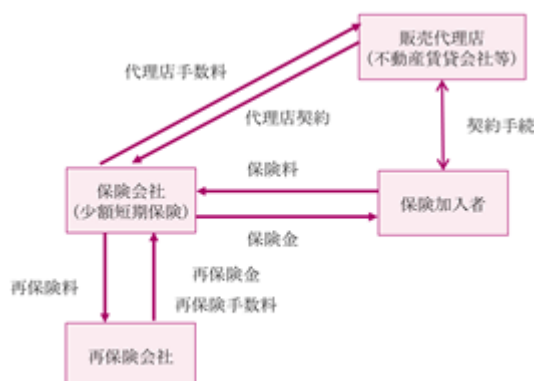 販売代理店
(不動産賃貸会社等)
代理店手数料
代理店契約
契約手続
保険料
保険会社
(少額短期保険)
保険加入者
保険金
再保険金
再保険料
再保険手数料
再保険会社